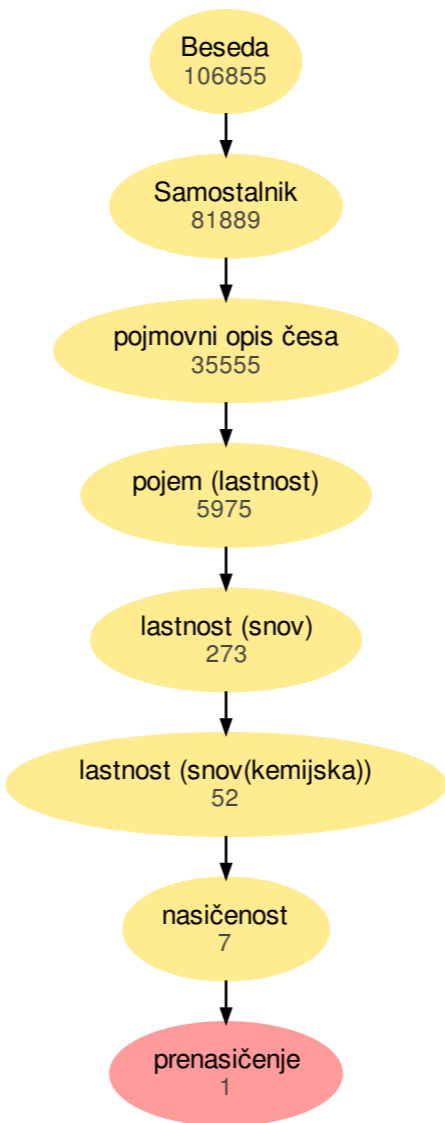 Beseda
106855
Samostalnik
81889
pojmovni opis česa
35555
pojem (lastnost)
5975
lastnost (snov)
273
lastnost (snov(kemijska))
52
nasičenost
7
prenasičenje
1